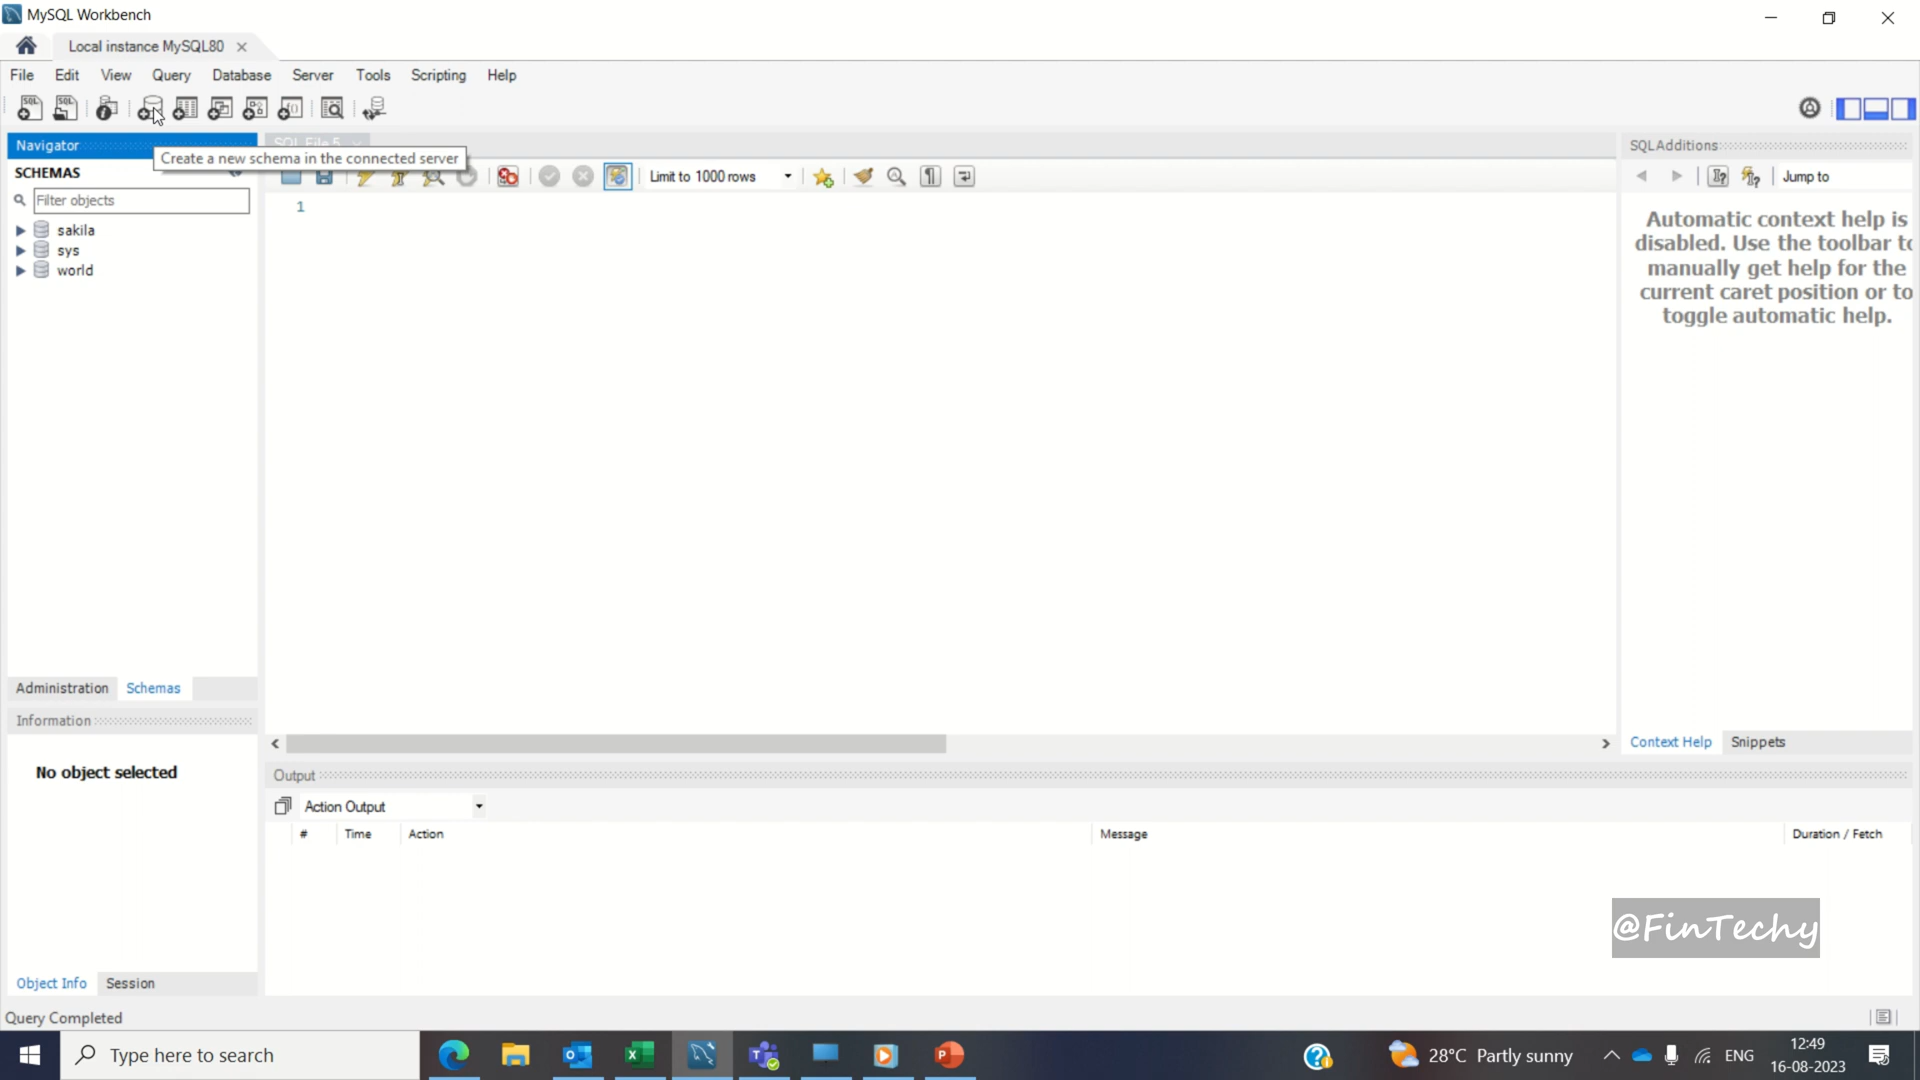 MySQL Workbench
Local instance MySQL80
File Edit View Query Database Server Tools Scripting Help
Navigator
SQL File 5
SQLAdditions
Create a new schema in the connected server
SCHEMAS
Limit to 1000 rows
Jump to
Filter objects
1
sakila
sys
world
Automatic context help is
disabled. Use the toolbar to
manually get help for the
current caret position or to
toggle automatic help.
Administration Schemas
Information
Context Help Snippets
No object selected
Output
Action Output
# Time Action Message Duration / Fetch
@FinTechy
Object Info Session
Query Completed
Type here to search
28°C Partly sunny
ENG
12:49
16-08-2023